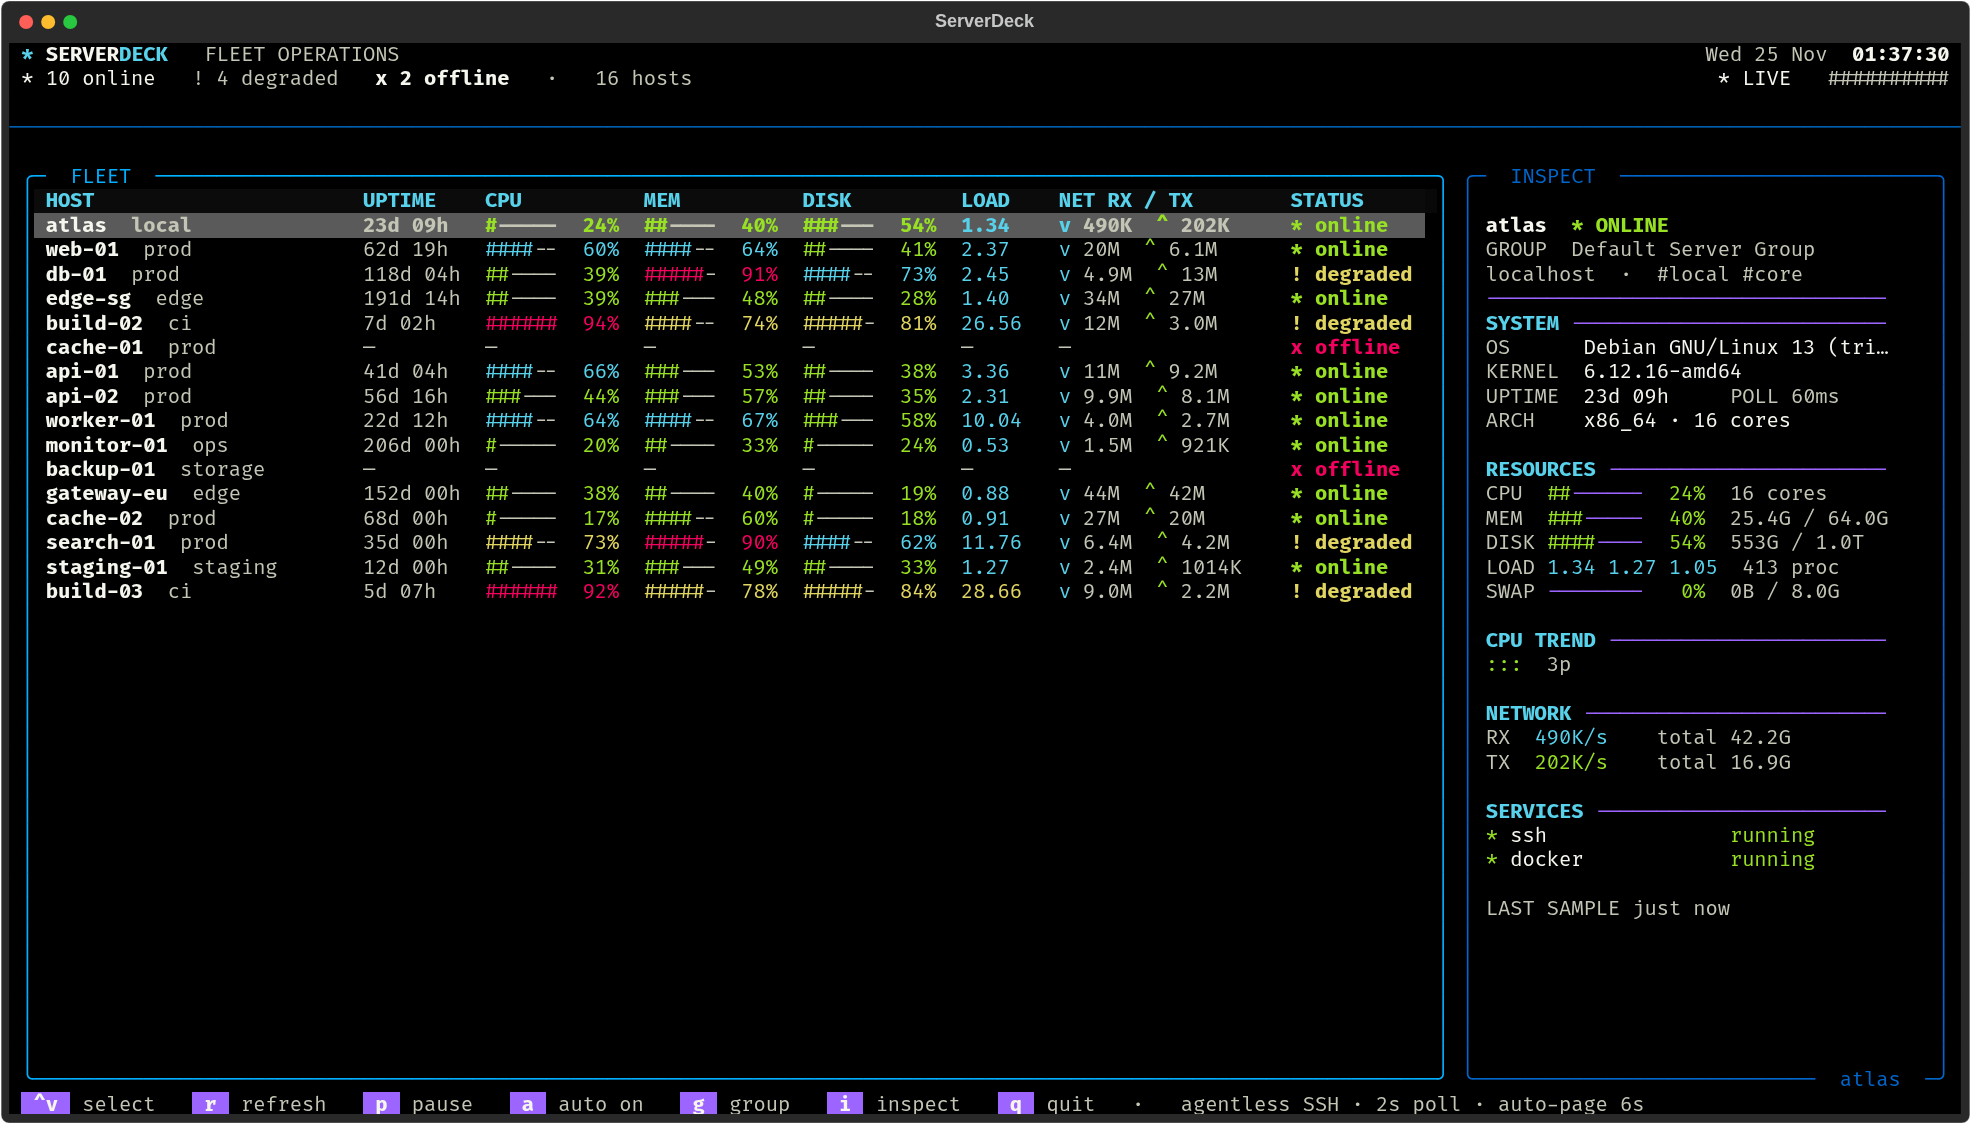 ServerDeck
* SERVERDECK   FLEET OPERATIONS   Wed 25 Nov  01:37:30
* 10 online   ! 4 degraded   x 2 offline   ·   16 hosts   * LIVE   ##########
FLEET
HOST   UPTIME   CPU   MEM   DISK   LOAD   NET RX / TX   STATUS
atlas  local   23d 09h  #-----  24%  ##----  40%  ###---  54%  1.34   v 490K  ^ 202K   * online
web-01  prod   62d 19h  ####--  60%  ####--  64%  ##----  41%  2.37   v 20M  ^ 6.1M   * online
db-01  prod   118d 04h  ##----  39%  #####-  91%  ####--  73%  2.45   v 4.9M  ^ 13M   ! degraded
edge-sg  edge   191d 14h  ##----  39%  ###---  48%  ##----  28%  1.40   v 34M  ^ 27M   * online
build-02  ci   7d 02h  ######  94%  ####--  74%  #####-  81%  26.56   v 12M  ^ 3.0M   ! degraded
cache-01  prod   —   —   —   —   —   —   x offline
api-01  prod   41d 04h  ####--  66%  ###---  53%  ##----  38%  3.36   v 11M  ^ 9.2M   * online
api-02  prod   56d 16h  ###---  44%  ###---  57%  ##----  35%  2.31   v 9.9M  ^ 8.1M   * online
worker-01  prod   22d 12h  ####--  64%  ####--  67%  ###---  58%  10.04   v 4.0M  ^ 2.7M   * online
monitor-01  ops   206d 00h  #-----  20%  ##----  33%  #-----  24%  0.53   v 1.5M  ^ 921K   * online
backup-01  storage   —   —   —   —   —   —   x offline
gateway-eu  edge   152d 00h  ##----  38%  ##----  40%  #-----  19%  0.88   v 44M  ^ 42M   * online
cache-02  prod   68d 00h  #-----  17%  ####--  60%  #-----  18%  0.91   v 27M  ^ 20M   * online
search-01  prod   35d 00h  ####--  73%  #####-  90%  ####--  62%  11.76   v 6.4M  ^ 4.2M   ! degraded
staging-01  staging   12d 00h  ##----  31%  ###---  49%  ##----  33%  1.27   v 2.4M  ^ 1014K   * online
build-03  ci   5d 07h  ######  92%  #####-  78%  #####-  84%  28.66   v 9.0M  ^ 2.2M   ! degraded
INSPECT
atlas  * ONLINE
GROUP  Default Server Group
localhost  ·  #local #core
SYSTEM
OS      Debian GNU/Linux 13 (tri…
KERNEL  6.12.16-amd64
UPTIME  23d 09h     POLL 60ms
ARCH    x86_64 · 16 cores
RESOURCES
CPU  ##------  24%  16 cores
MEM  ###-----  40%  25.4G / 64.0G
DISK ####----  54%  553G / 1.0T
LOAD 1.34 1.27 1.05  413 proc
SWAP --------   0%  0B / 8.0G
CPU TREND
:::  3p
NETWORK
RX  490K/s    total 42.2G
TX  202K/s    total 16.9G
SERVICES
* ssh   running
* docker   running
LAST SAMPLE just now
atlas
^v select   r refresh   p pause   a auto on   g group   i inspect   q quit   ·   agentless SSH · 2s poll · auto-page 6s